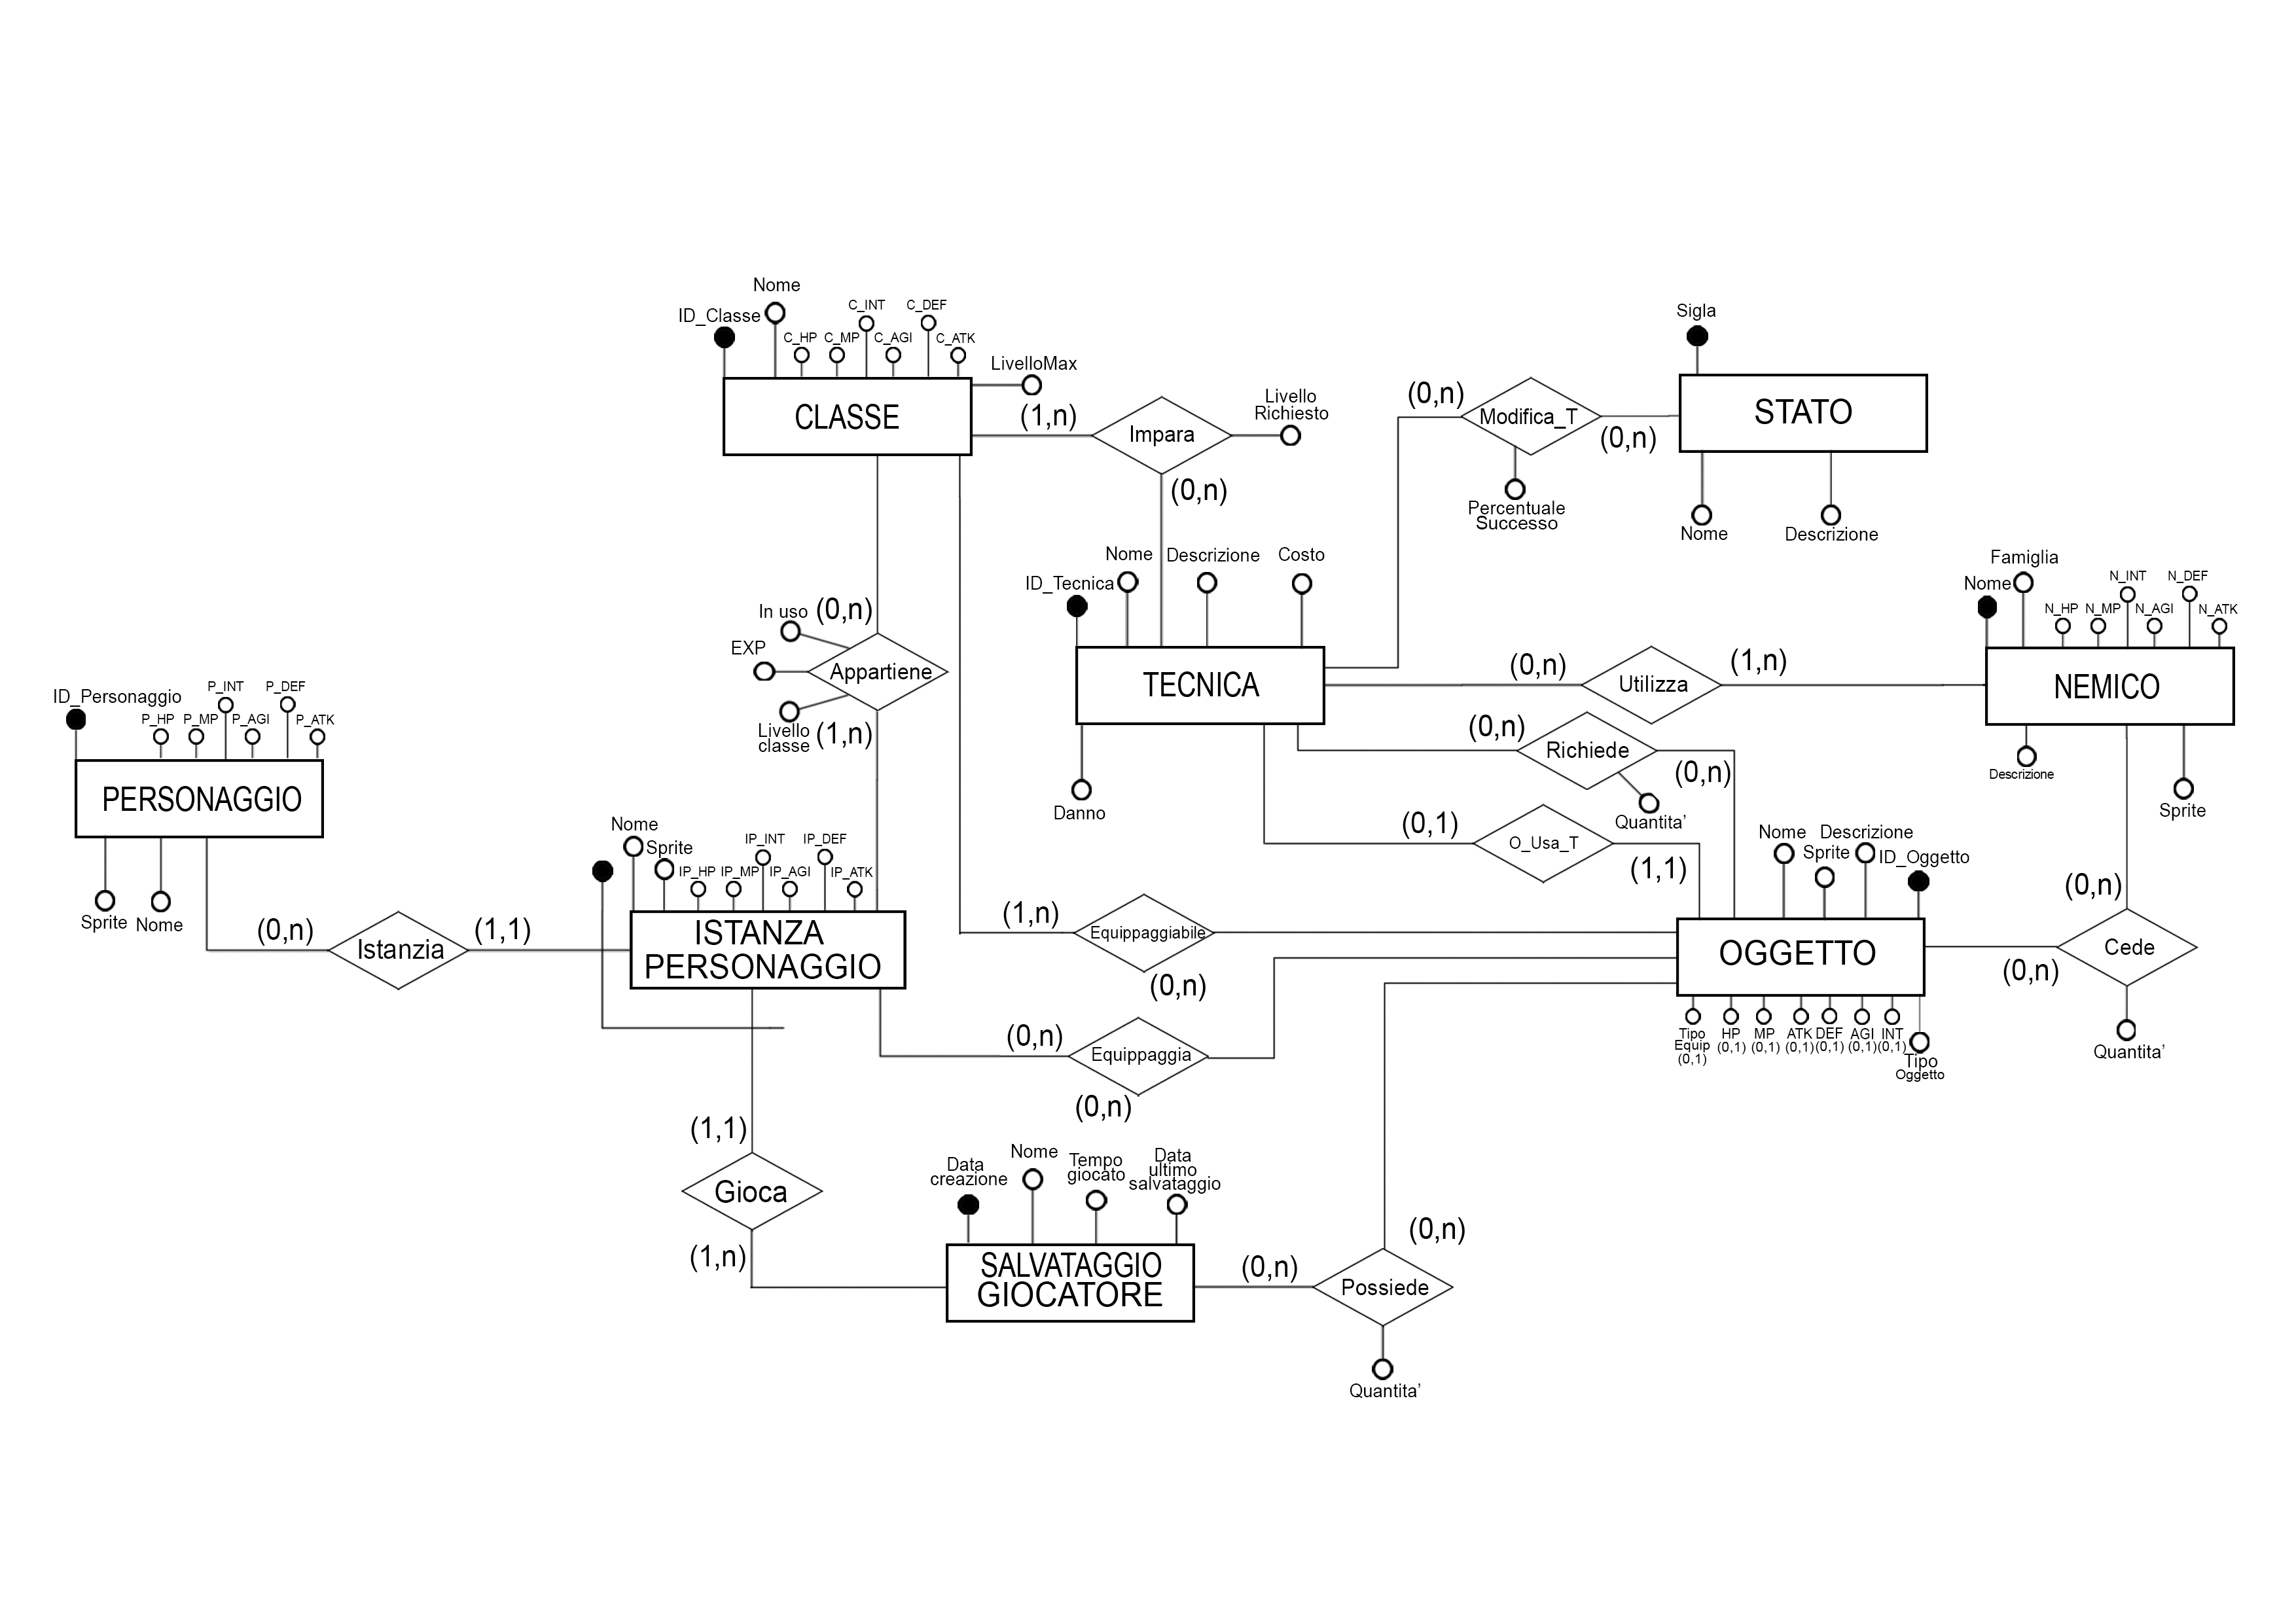 Nome
ID_Classe
C_INT
C_DEF
C_HP
C_MP
C_AGI
C_ATK
LivelloMax
CLASSE
(1,n)
Impara
Livello
Richiesto
(0,n)
Sigla
STATO
(0,n)
Modifica_T
(0,n)
Percentuale
Successo
Nome
Descrizione
In uso
(0,n)
EXP
Appartiene
Livello
classe
(1,n)
ID_Tecnica
Nome
Descrizione
Costo
TECNICA
Danno
(0,n)
Utilizza
(1,n)
Famiglia
Nome
N_INT
N_DEF
N_HP
N_MP
N_AGI
N_ATK
NEMICO
Descrizione
Sprite
(0,n)
Richiede
(0,n)
Quantita’
(0,1)
O_Usa_T
(1,1)
ID_Personaggio
P_INT
P_DEF
P_HP
P_MP
P_AGI
P_ATK
PERSONAGGIO
Sprite
Nome
(0,n)
Istanzia
(1,1)
Nome
Sprite
IP_INT
IP_DEF
IP_HP
IP_MP
IP_AGI
IP_ATK
ISTANZA
PERSONAGGIO
(1,n)
Equippaggiabile
(0,n)
(0,n)
Equippaggia
(0,n)
Nome
Descrizione
Sprite
ID_Oggetto
OGGETTO
Tipo
Equip
(0,1)
HP
(0,1)
MP
(0,1)
ATK
(0,1)
DEF
(0,1)
AGI
(0,1)
INT
(0,1)
Tipo
Oggetto
(0,n)
Cede
(0,n)
Quantita’
(1,1)
Gioca
(1,n)
Data
creazione
Nome
Tempo
giocato
Data
ultimo
salvataggio
SALVATAGGIO
GIOCATORE
(0,n)
Possiede
(0,n)
Quantita’